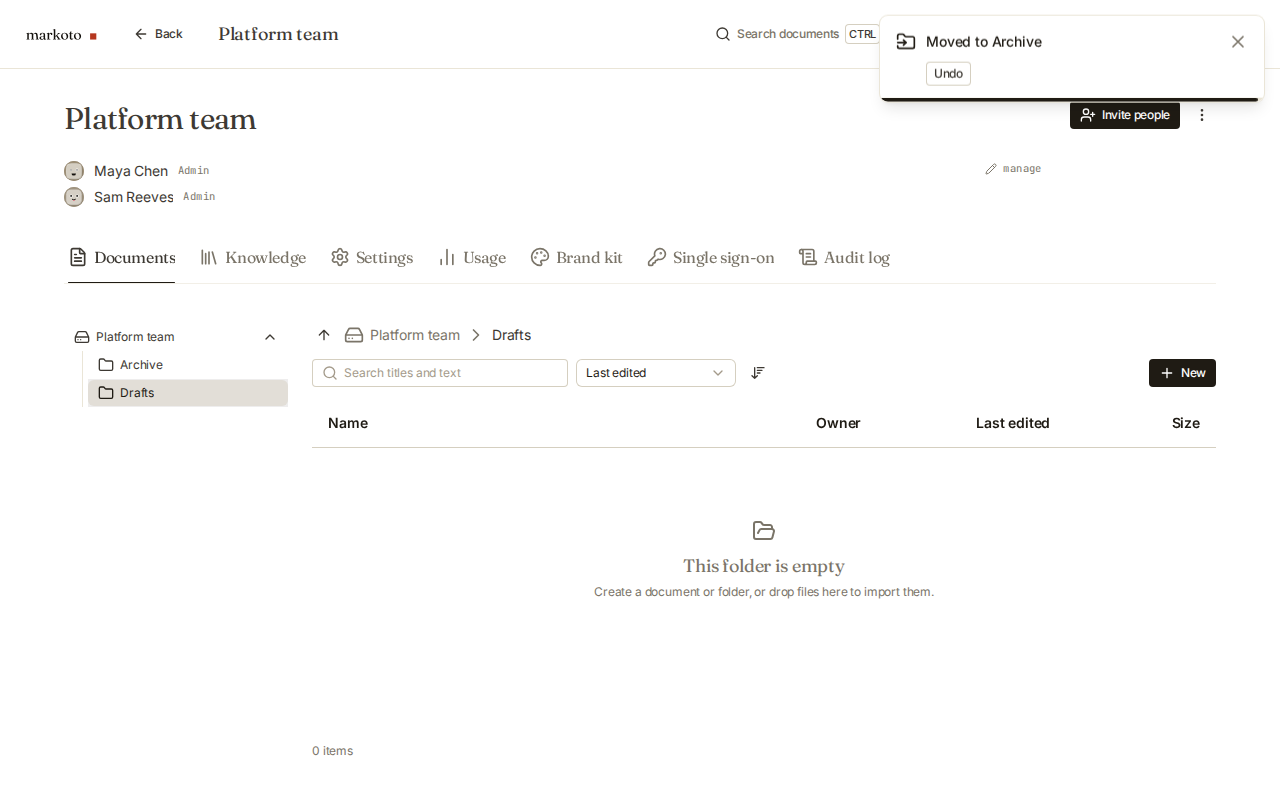 markoto
Back
Platform team
Search documents CTRL
Moved to Archive
Undo
Platform team
Invite people
Maya Chen Admin
manage
Sam Reeves Admin
Documents Knowledge Settings Usage Brand kit Single sign-on Audit log
Platform team
Archive
Drafts
Platform team Drafts
Search titles and text
Last edited
New
Name Owner Last edited Size
This folder is empty
Create a document or folder, or drop files here to import them.
0 items